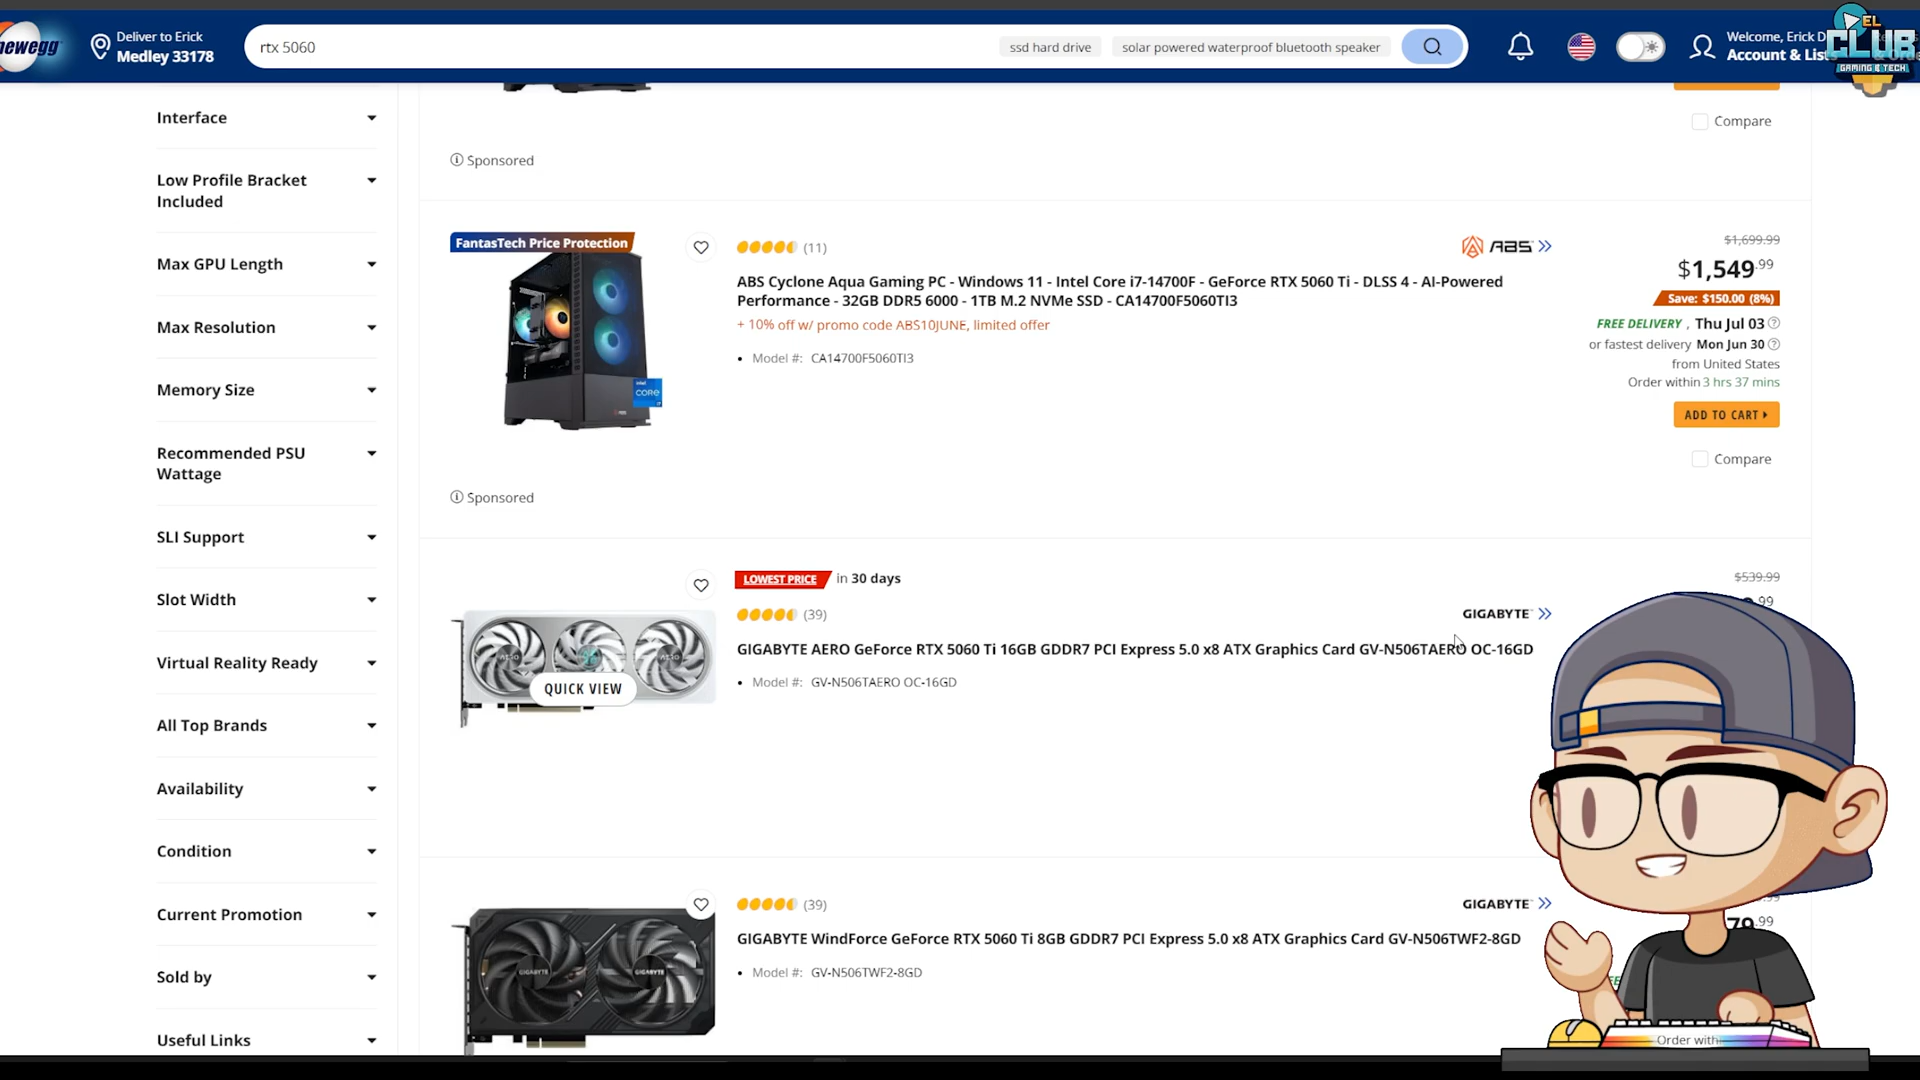 newegg
Deliver to Erick
Medley 33178
rtx 5060
ssd hard drive
solar powered waterproof bluetooth speaker
Welcome, Erick D
Account & Lists
EL
CLUB
GAMING & TECH
Interface
Low Profile Bracket
Included
Max GPU Length
Max Resolution
Memory Size
Recommended PSU
Wattage
SLI Support
Slot Width
Virtual Reality Ready
All Top Brands
Availability
Condition
Current Promotion
Sold by
Useful Links
Compare
Sponsored
FantasTech Price Protection
intel
CORE
i7
(11)
ABS
ABS Cyclone Aqua Gaming PC - Windows 11 - Intel Core i7-14700F - GeForce RTX 5060 Ti - DLSS 4 - AI-Powered
Performance - 32GB DDR5 6000 - 1TB M.2 NVMe SSD - CA14700F5060TI3
+ 10% off w/ promo code ABS10JUNE, limited offer
• Model #: CA14700F5060TI3
$1,699.99
$1,549.99
Save: $150.00 (8%)
FREE DELIVERY, Thu Jul 03
or fastest delivery Mon Jun 30
from United States
Order within 3 hrs 37 mins
ADD TO CART
Compare
Sponsored
LOWEST PRICE in 30 days
(39)
GIGABYTE
GIGABYTE AERO GeForce RTX 5060 Ti 16GB GDDR7 PCI Express 5.0 x8 ATX Graphics Card GV-N506TAERO OC-16GD
• Model #: GV-N506TAERO OC-16GD
QUICK VIEW
$539.99
.99
(39)
GIGABYTE
GIGABYTE WindForce GeForce RTX 5060 Ti 8GB GDDR7 PCI Express 5.0 x8 ATX Graphics Card GV-N506TWF2-8GD
• Model #: GV-N506TWF2-8GD
GIGABYTE
GIGABYTE
79.99
Order with